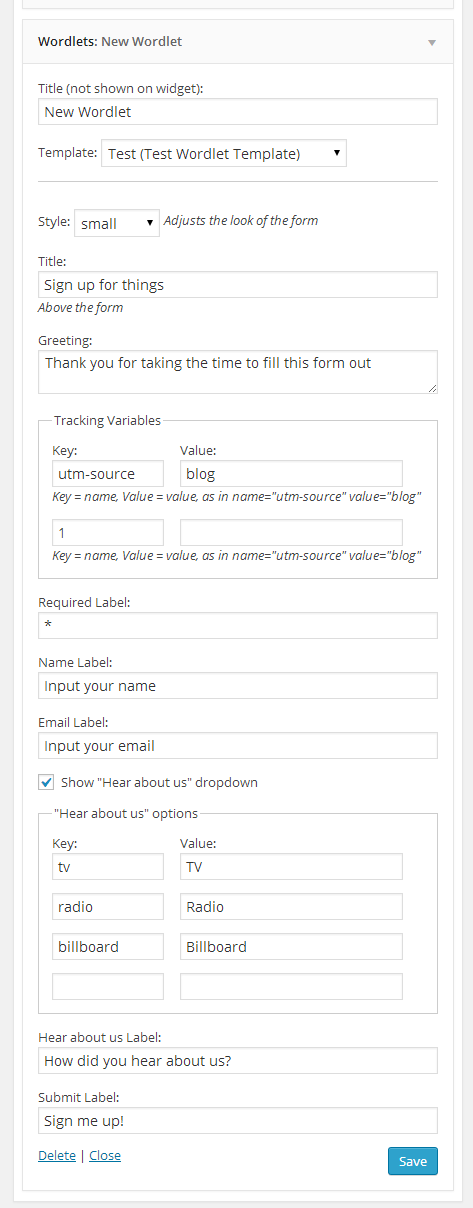 Wordlets: New Wordlet
Title (not shown on widget):
New Wordlet
Template: Test (Test Wordlet Template)
Style: small Adjusts the look of the form
Title:
Sign up for things
Above the form
Greeting:
Thank you for taking the time to fill this form out
Tracking Variables
Key: Value:
utm-source blog
Key = name, Value = value, as in name="utm-source" value="blog"
1
Key = name, Value = value, as in name="utm-source" value="blog"
Required Label:
*
Name Label:
Input your name
Email Label:
Input your email
Show "Hear about us" dropdown
"Hear about us" options
Key: Value:
tv TV
radio Radio
billboard Billboard
Hear about us Label:
How did you hear about us?
Submit Label:
Sign me up!
Delete | Close Save